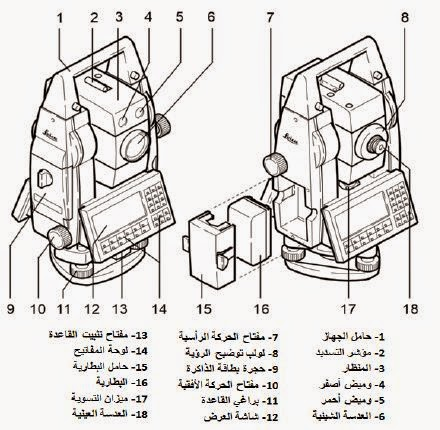 1 2 3 4 5 6 7 8
Leica
Leica
9 10 11 12 13 14 15 16 17 18
1- حامل الجهاز
2- مؤشر التسديد
3- المنظار
4- وميض أصفر
5- وميض أحمر
6- العدسة الشيئية
7- مفتاح الحركة الرأسية
8- لولب توضيح الرؤية
9- حجرة بطاقة الذاكرة
10- مفتاح الحركة الأفقية
11- براغي القاعدة
12- شاشة العرض
13- مفتاح تثبيت القاعدة
14- لوحة المفاتيح
15- حامل البطارية
16- البطارية
17- ميزان التسوية
18- العدسة العينية